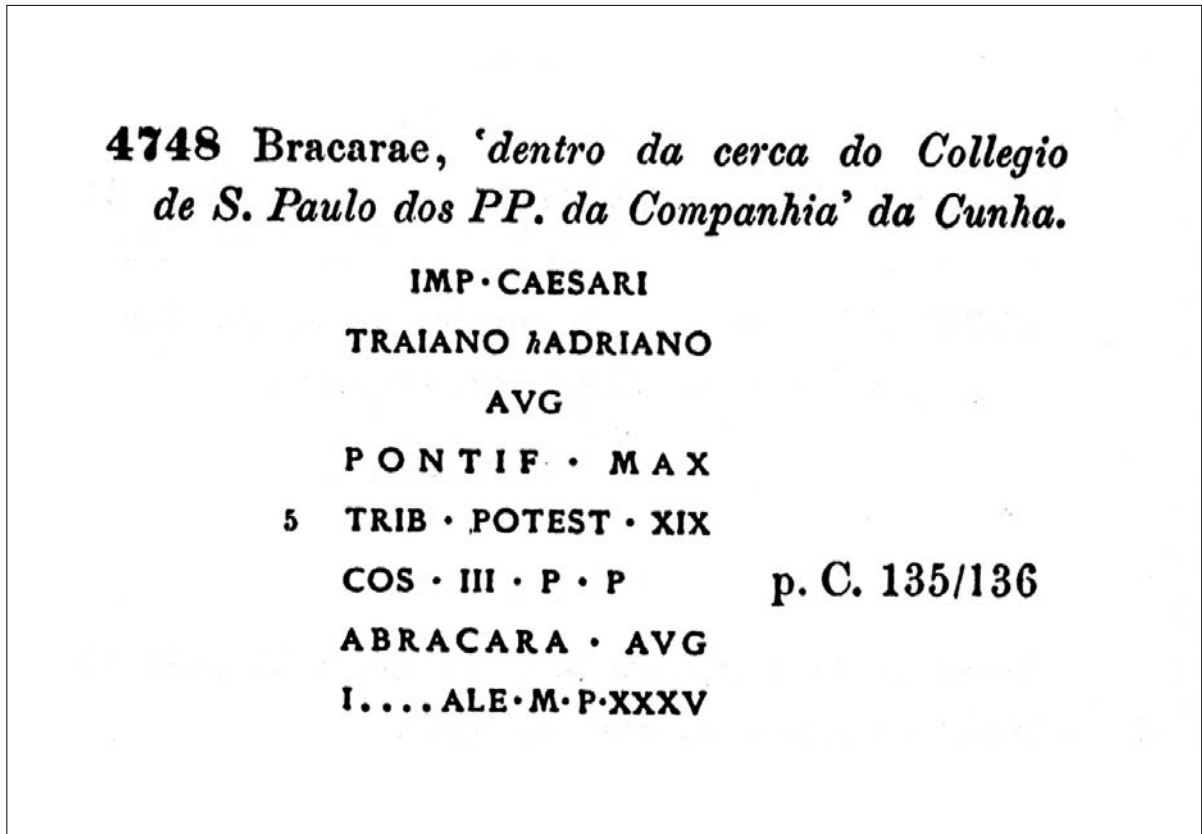 4748 Bracarae, ‘dentro da cerca do Collegio
de S. Paulo dos PP. da Companhia’ da Cunha.
IMP·CAESARI
TRAIANO hADRIANO
AVG
PONTIF · MAX
5 TRIB · POTEST · XIX
COS · III · P · P p. C. 135/136
ABRACARA · AVG
I....ALE·M·P·XXXV